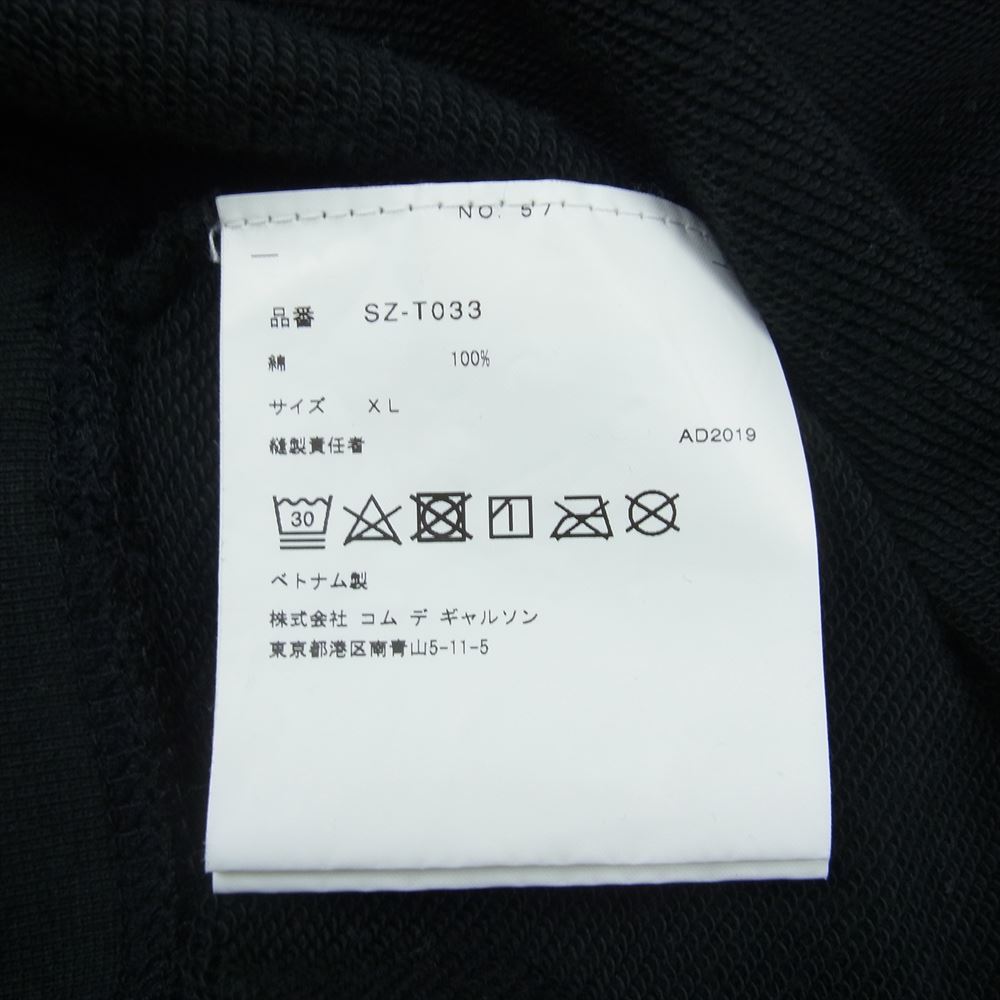 NO. 57
品番 SZ-T033
綿 100%
サイズ XL
縫製責任者 AD2019
30
ベトナム製
株式会社 コム デ ギャルソン
東京都港区南青山5-11-5